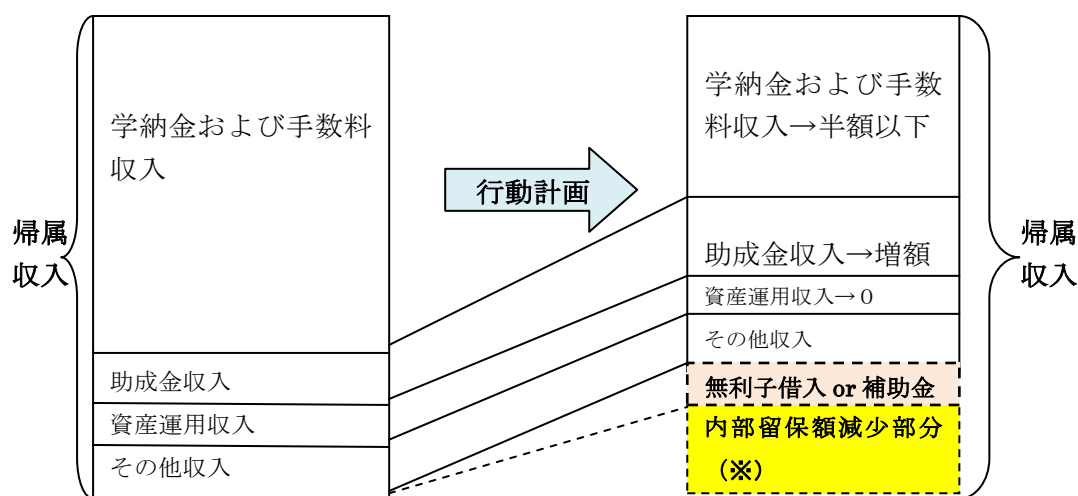 帰属
収入
学納金および手数料
収入
助成金収入
資産運用収入
その他収入
行動計画
学納金および手数
料収入→半額以下
助成金収入→増額
資産運用収入→０
その他収入
無利子借入 or 補助金
内部留保額減少部分
（※）
帰属
収入